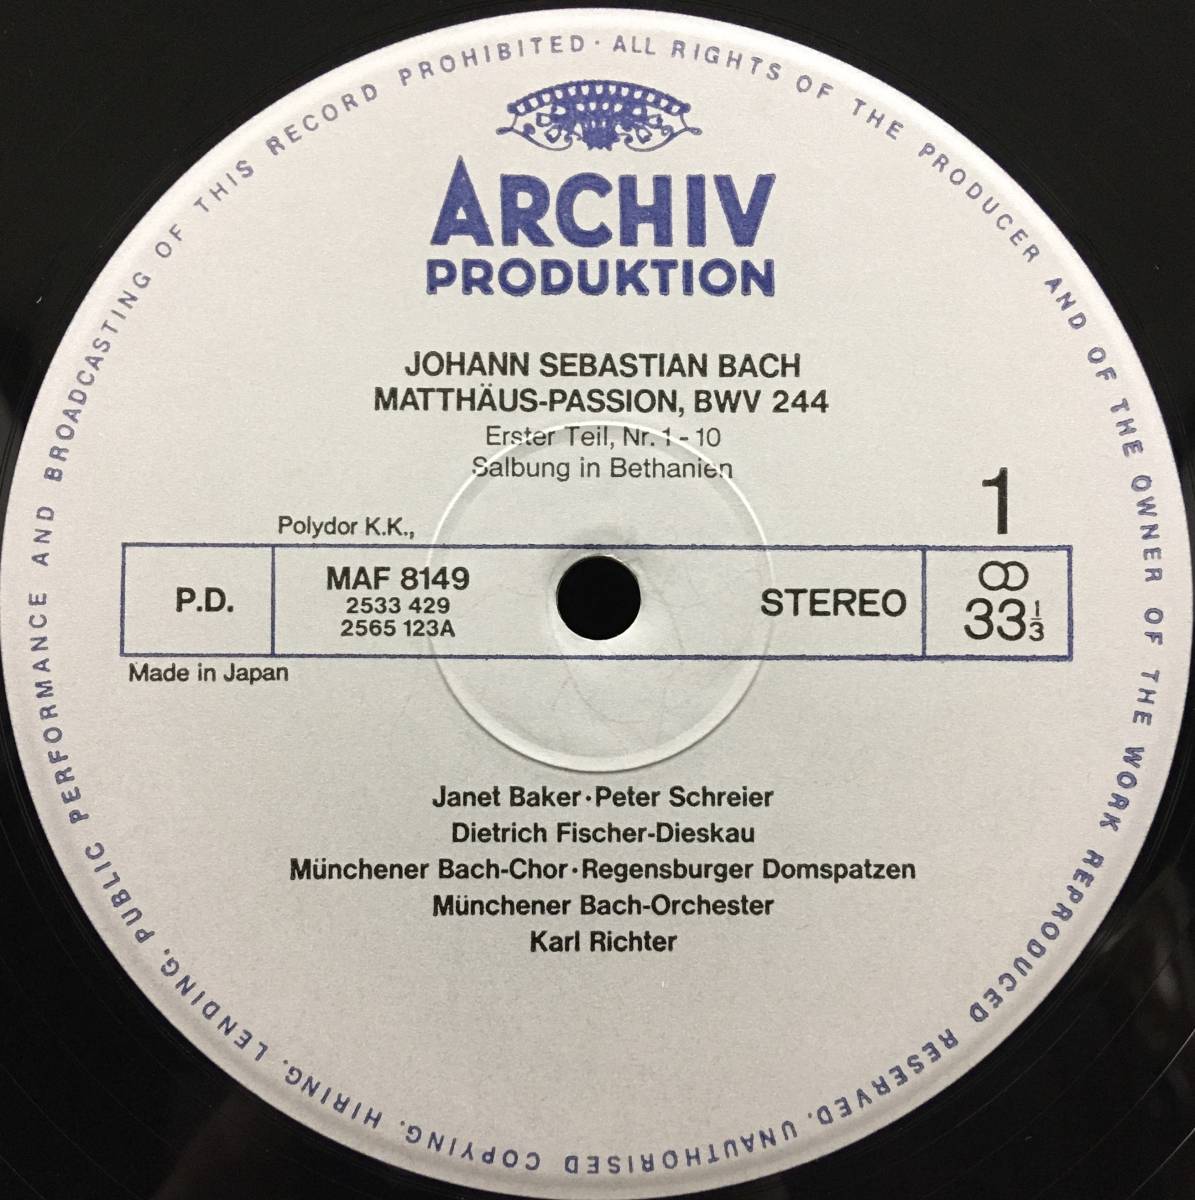 ALL RIGHTS OF THE PRODUCER AND OF THE OWNER OF THE WORK REPRODUCED RESERVED. UNAUTHORISED COPYING, HIRING, LENDING, PUBLIC PERFORMANCE AND BROADCASTING OF THIS RECORD PROHIBITED ·
ARCHIV
PRODUKTION
JOHANN SEBASTIAN BACH
MATTHÄUS-PASSION, BWV 244
Erster Teil, Nr. 1 - 10
Salbung in Bethanien
1
Polydor K.K.,
P.D.
MAF 8149
2533 429
2565 123A
STEREO
33⅓
Made in Japan
Janet Baker · Peter Schreier
Dietrich Fischer-Dieskau
Münchener Bach-Chor · Regensburger Domspatzen
Münchener Bach-Orchester
Karl Richter